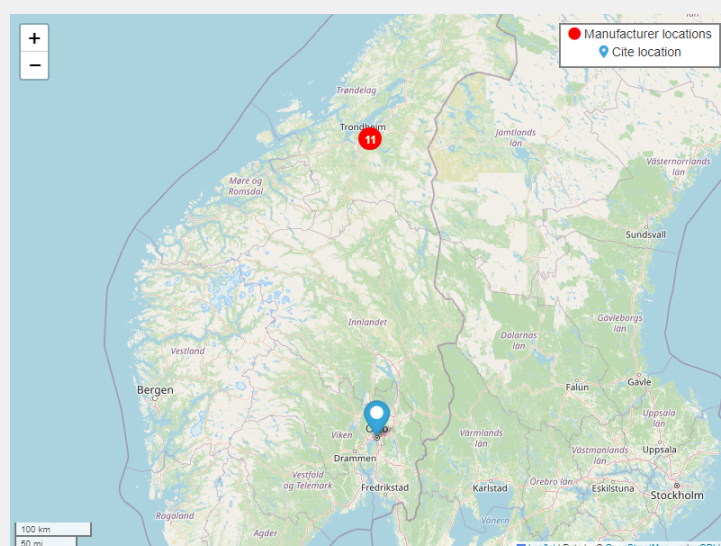 +
−
Manufacturer locations
Cite location
Trøndelag
Trondheim
11
Jämtlands
län
Västernorrlands
län
Møre og
Romsdal
Sundsvall
Innlandet
Gävleborgs
län
Vestland
Dalarnas
län
Bergen
Falun
Gävle
Viken
Värmlands
län
Uppsala
län
Drammen
Västmanlands
län
Uppsala
Vestfold
og Telemark
Fredrikstad
Karlstad
Örebro län
Eskilstuna
Stockholm
Rogaland
Vänern
Agder
100 km
50 mi